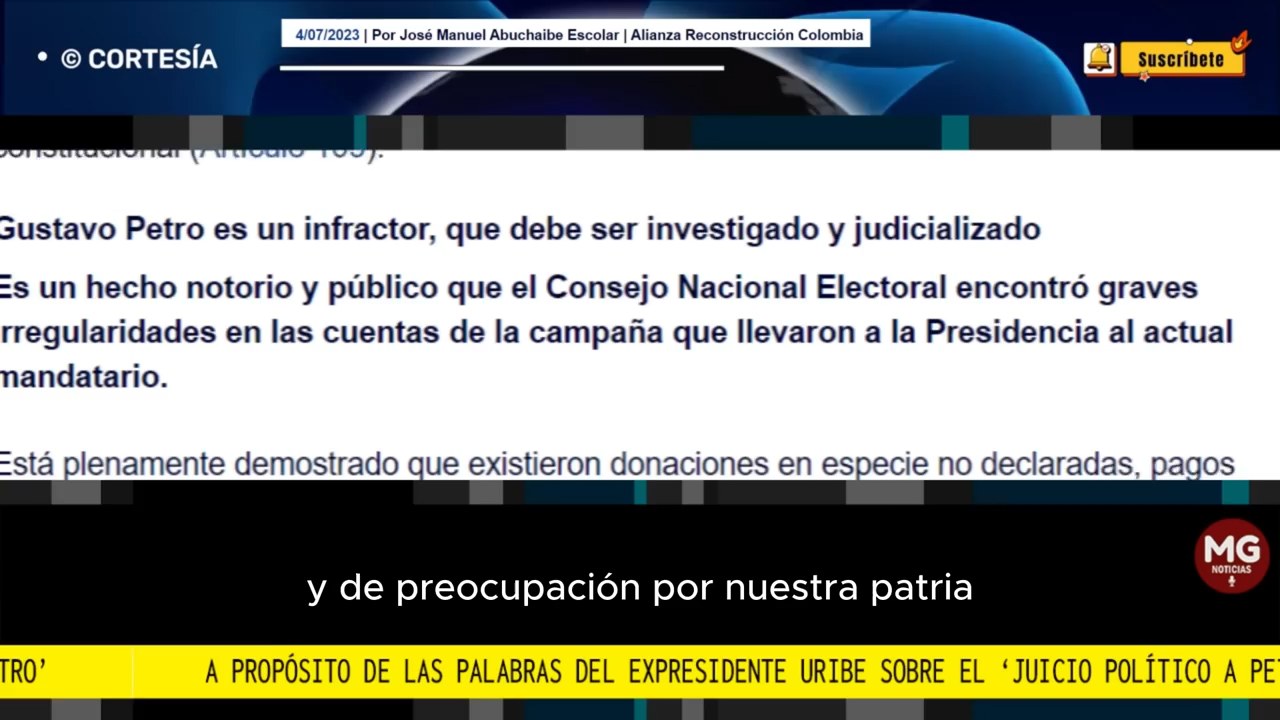 4/07/2023 | Por José Manuel Abuchaibe Escolar | Alianza Reconstrucción Colombia
• © CORTESÍA
Suscríbete
constitucional (Artículo 109).
Gustavo Petro es un infractor, que debe ser investigado y judicializado
Es un hecho notorio y público que el Consejo Nacional Electoral encontró graves
irregularidades en las cuentas de la campaña que llevaron a la Presidencia al actual
mandatario.
Está plenamente demostrado que existieron donaciones en especie no declaradas, pagos
MG
NOTICIAS
y de preocupación por nuestra patria
TRO’ A PROPÓSITO DE LAS PALABRAS DEL EXPRESIDENTE URIBE SOBRE EL ‘JUICIO POLÍTICO A PE